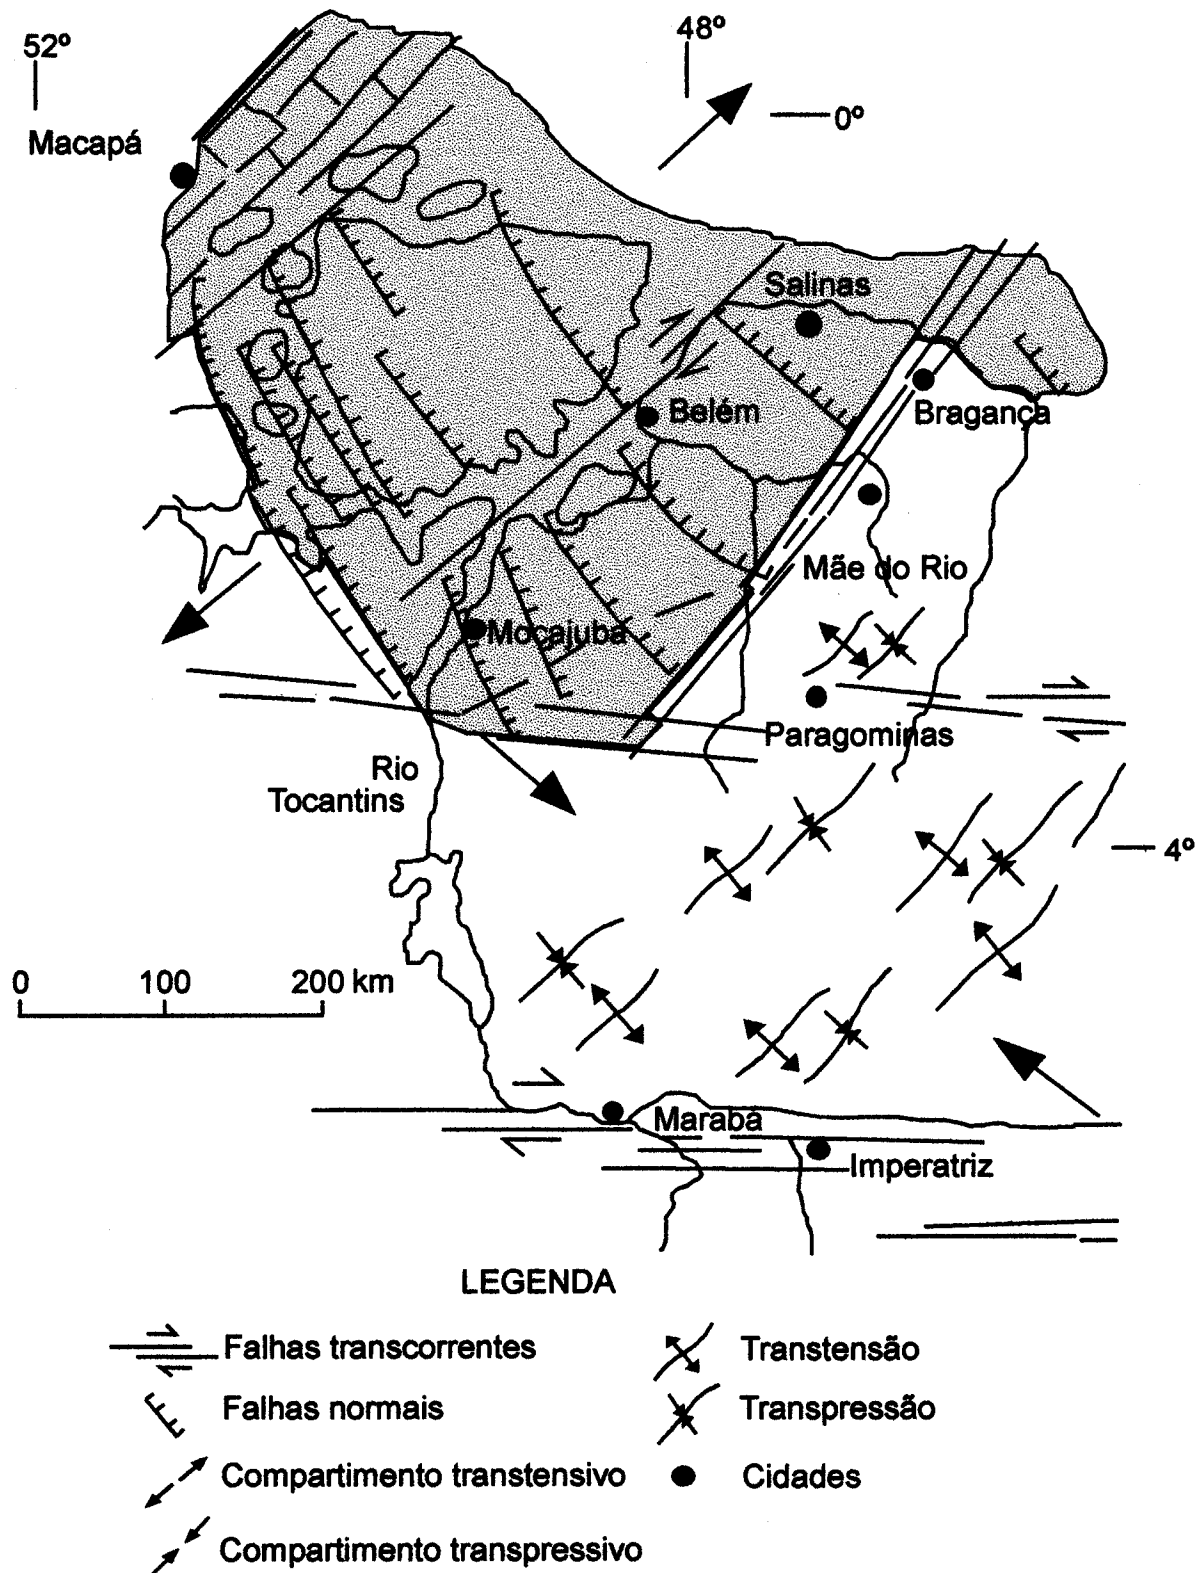 52º
48º
0º
Macapá
Salinas
Belém
Bragança
Mãe do Rio
Mocajuba
Paragominas
Rio
Tocantins
4º
0 100 200 km
Marabá
Imperatriz
LEGENDA
Falhas transcorrentes
Transtensão
Falhas normais
Transpressão
Compartimento transtensivo
Cidades
Compartimento transpressivo